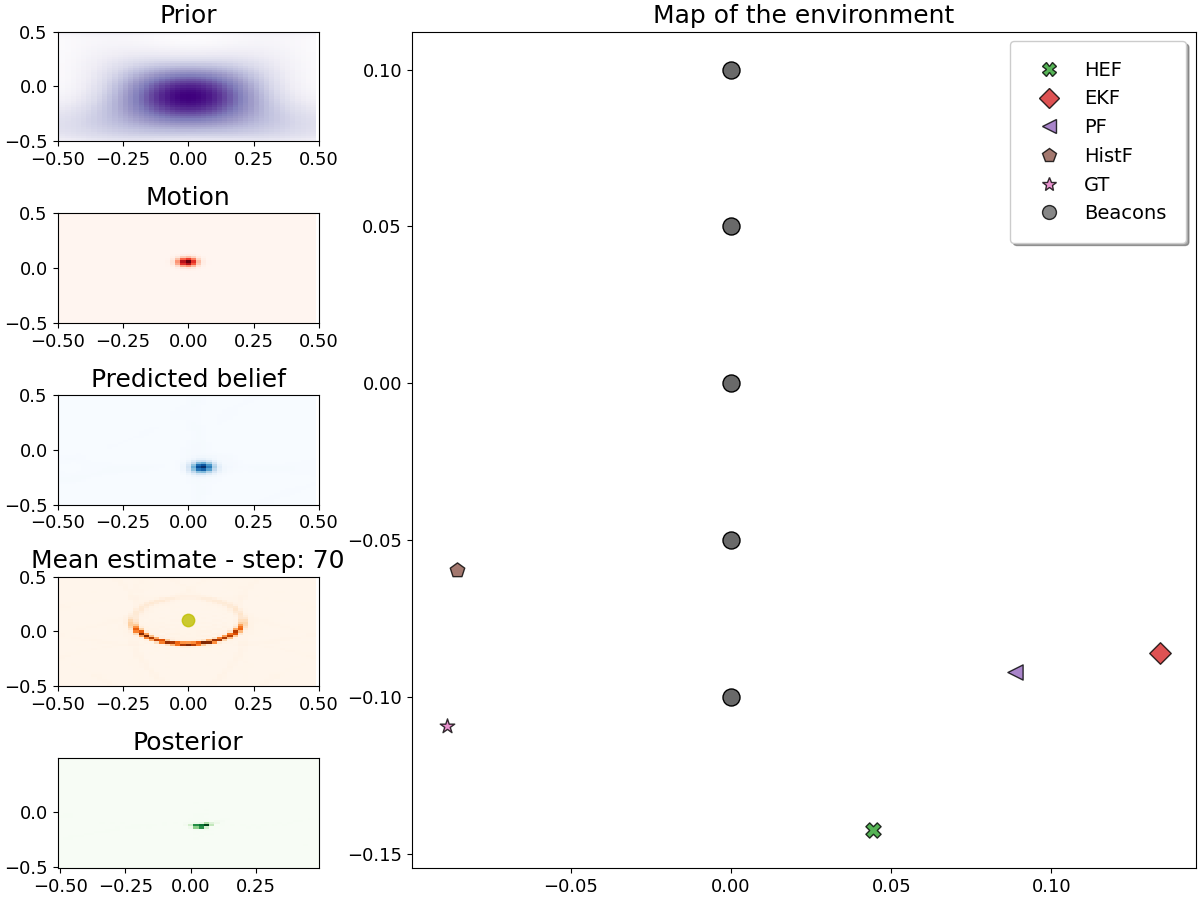 Prior
0.5
0.0
−0.5
−0.50 −0.25 0.00 0.25 0.50
Motion
0.5
0.0
−0.5
−0.50 −0.25 0.00 0.25 0.50
Predicted belief
0.5
0.0
−0.5
−0.50 −0.25 0.00 0.25 0.50
Mean estimate - step: 70
0.5
0.0
−0.5
−0.50 −0.25 0.00 0.25 0.50
Posterior
0.0
−0.5
−0.50 −0.25 0.00 0.25
Map of the environment
0.10
0.05
0.00
−0.05
−0.10
−0.15
−0.05 0.00 0.05 0.10
HEF
EKF
PF
HistF
GT
Beacons